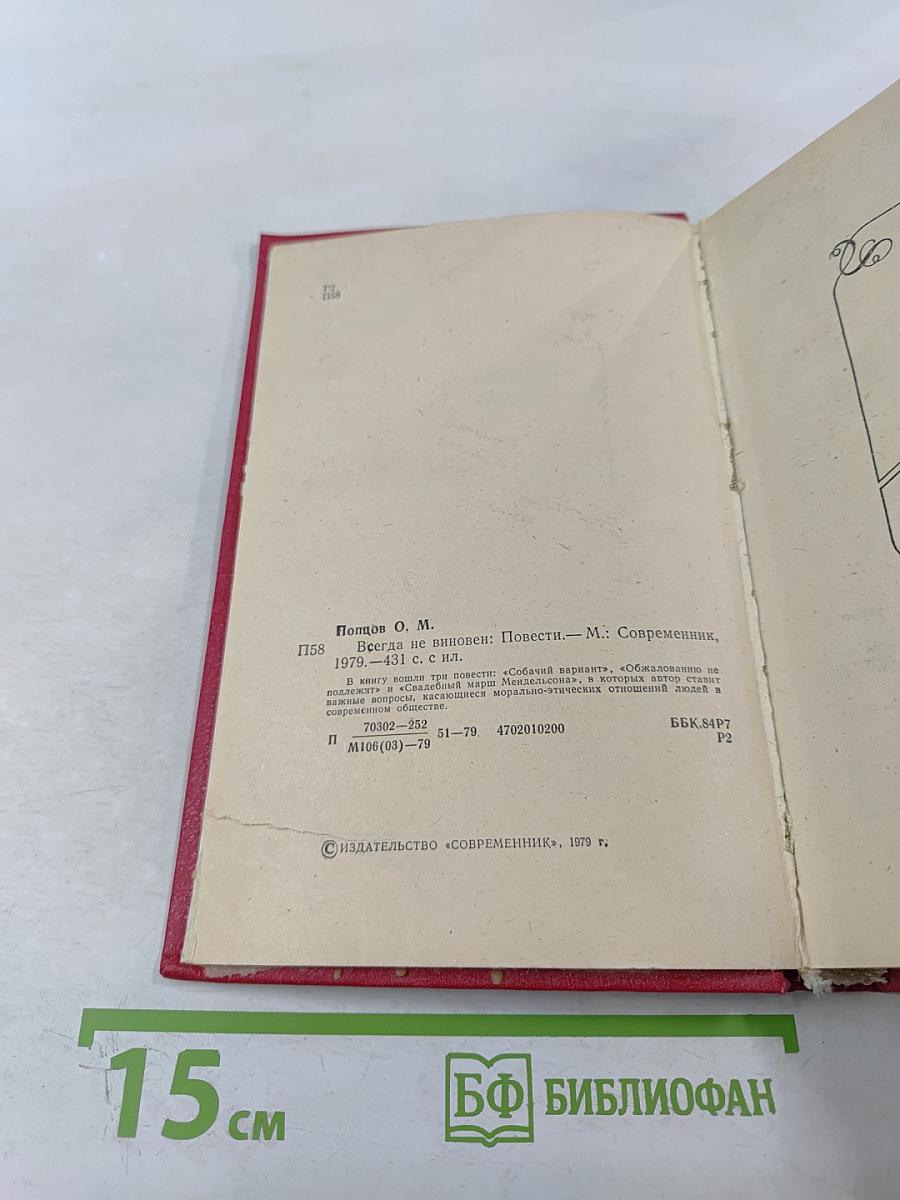 Р2
П58
Попцов О. М.
П58 Всегда не виновен: Повести.— М.: Современник,
1979.—431 с. с ил.
В книгу вошли три повести: «Собачий вариант», «Обжалованию не
подлежит» и «Свадебный марш Мендельсона», в которых автор ставит
важные вопросы, касающиеся морально-этических отношений людей в
современном обществе.
П 70302—252 51—79. 4702010200 ББК.84Р7
М106(03)—79 Р2
© ИЗДАТЕЛЬСТВО «СОВРЕМЕННИК», 1979 г.
15 см БФ БИБЛИОФАН